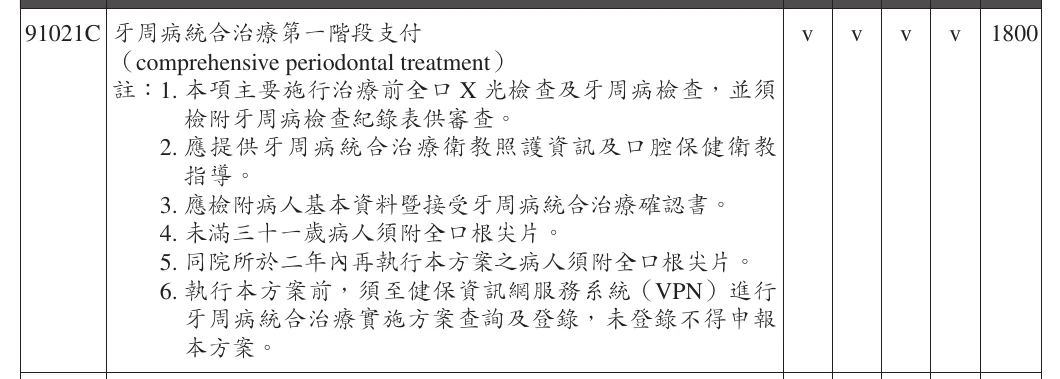 91021C 牙周病統合治療第一階段支付 v v v v 1800
（comprehensive periodontal treatment）
註：1. 本項主要施行治療前全口 X 光檢查及牙周病檢查，並須
檢附牙周病檢查紀錄表供審查。
2. 應提供牙周病統合治療衛教照護資訊及口腔保健衛教
指導。
3. 應檢附病人基本資料暨接受牙周病統合治療確認書。
4. 未滿三十一歲病人須附全口根尖片。
5. 同院所於二年內再執行本方案之病人須附全口根尖片。
6. 執行本方案前，須至健保資訊網服務系統（VPN）進行
牙周病統合治療實施方案查詢及登錄，未登錄不得申報
本方案。